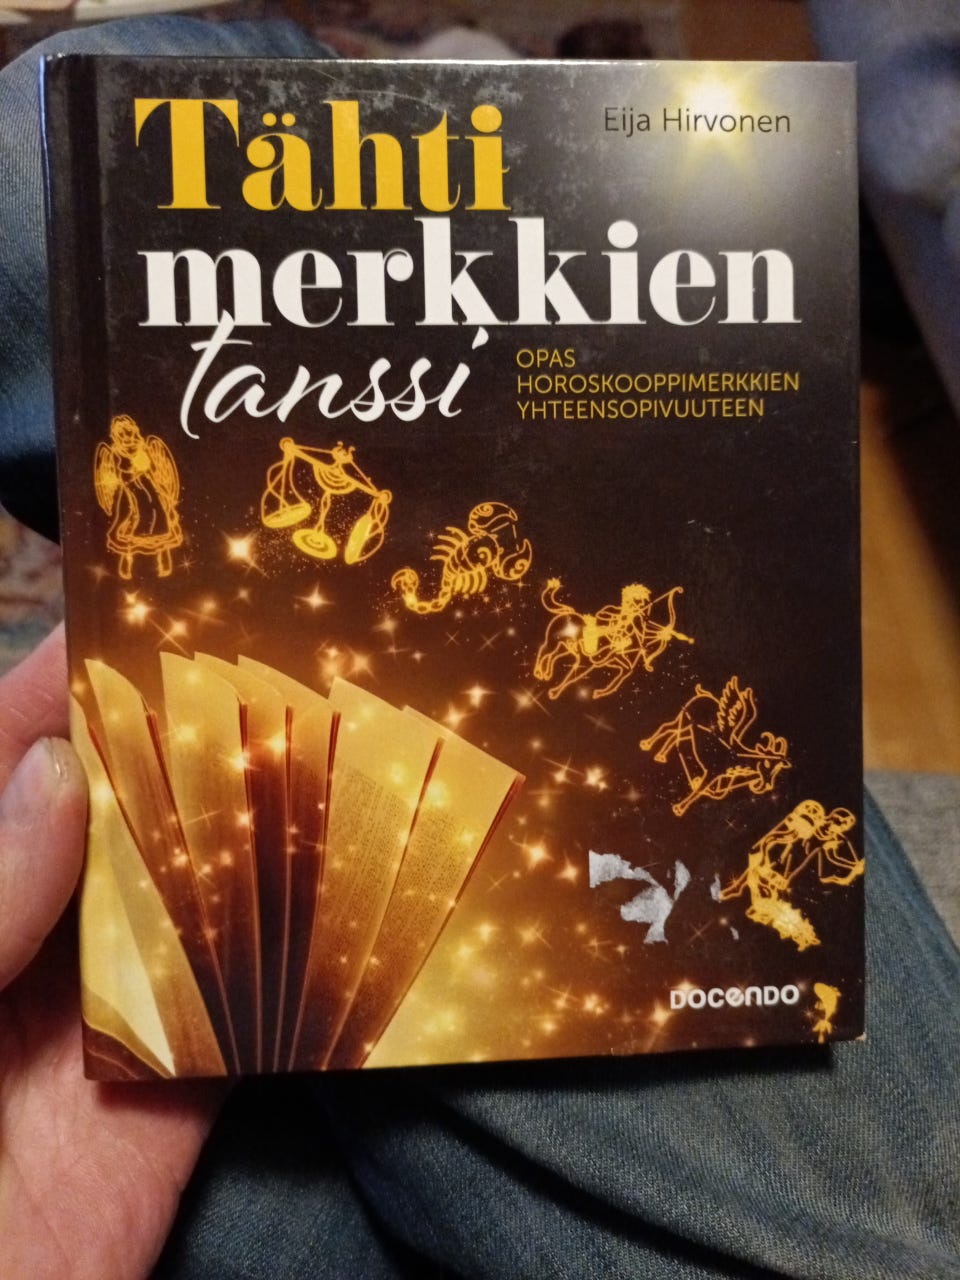 Tähti
Eija Hirvonen
merkkien
tanssi
OPAS
HOROSKOOPPIMERKKIEN
YHTEENSOPIVUUTEEN
DOCENDO